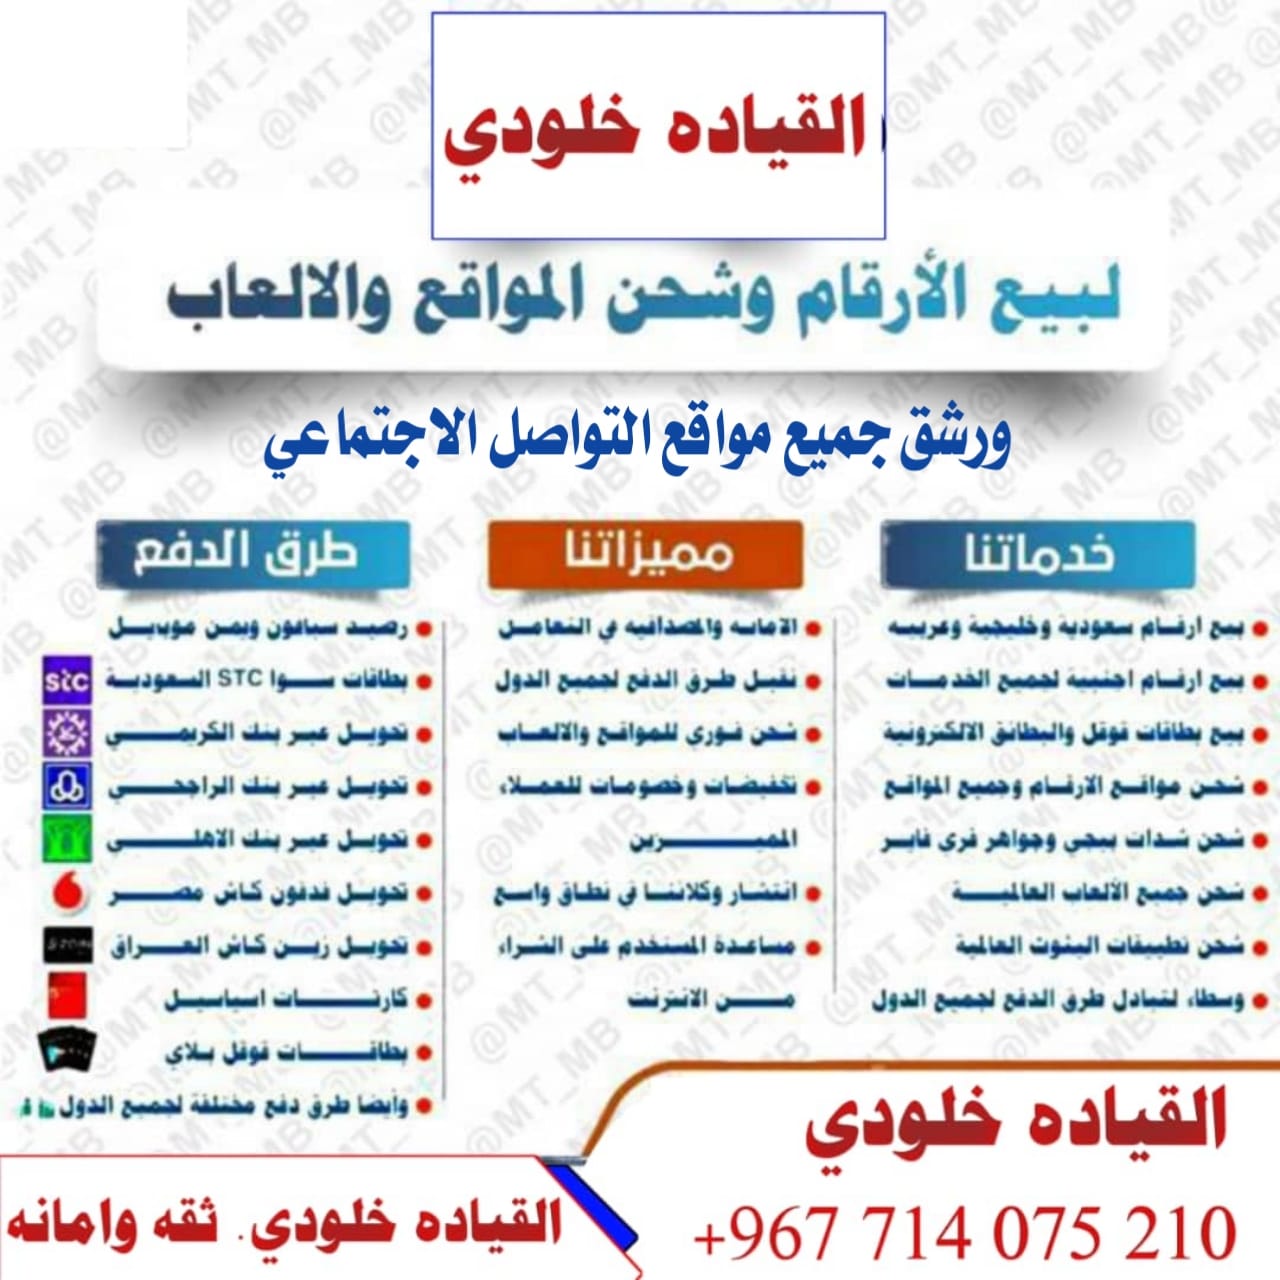 القياده خلودي
لبيع الأرقام وشحن المواقع والالعاب
ورشق جميع مواقع التواصل الاجتماعي
خدماتنا
بيع ارقام سعودية وخليجية وعربيه
بيع ارقام اجنبية لجميع الخدمات
بيع بطاقات قوقل والبطائق الالكترونية
شحن مواقع الارقام وجميع المواقع
شحن شدات ببجي وجواهر فري فاير
شحن جميع الألعاب العالمية
شحن تطبيقات البثوث العالمية
وسطاء لتبادل طرق الدفع لجميع الدول
مميزاتنا
الامانه والمصداقيه في التعامل
نقبل طرق الدفع لجميع الدول
شحن فوري للمواقع والالعاب
تخفيضات وخصومات للعملاء
المميزين
انتشار وكلائنا في نطاق واسع
مساعدة المستخدم على الشراء
من الانترنت
طرق الدفع
رصيد سبافون ويمن موبايل
بطاقات سوا STC السعودية
stc
تحويل عبر بنك الكريمي
تحويل عبر بنك الراجحي
تحويل عبر بنك الاهلي
تحويل فدفون كاش مصر
تحويل زين كاش العراق
كارتات اسياسيل
بطاقات قوقل بلاي
وأيضا طرق دفع مختلفة لجميع الدول
القياده خلودي
+967 714 075 210
القياده خلودي. ثقه وامانه
@MT_MB